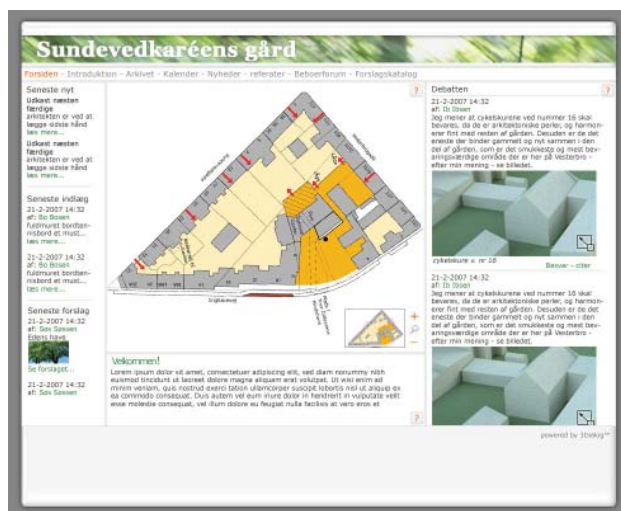 Sundevedkaréens gård
Forsiden - Introduktion - Arkivet - Kalender - Nyheder - referater - Beboerforum - Forslagskatalog
Seneste nyt
Udkast næsten
færdige
arkitekten er ved at
lægge sidste hånd
læs mere...
Udkast næsten
færdige
arkitekten er ved at
lægge sidste hånd
læs mere...
Seneste indlæg
21-2-2007 14:32
af: Bo Bosen
fuldmuret bordten-
nisbord et must...
læs mere...
21-2-2007 14:32
af: Bo Bosen
fuldmuret bordten-
nisbord et must...
læs mere...
Seneste forslag
21-2-2007 14:32
af: Søs Søssen
Edens have
Se forslaget...
21-2-2007 14:32
af: Søs Søssen
?
Velkommen!
Lorem ipsum dolor sit amet, consectetuer adipiscing elit, sed diam nonummy nibh
euismod tincidunt ut laoreet dolore magna aliquam erat volutpat. Ut wisi enim ad
minim veniam, quis nostrud exerci tation ullamcorper suscipit lobortis nisl ut aliquip ex
ea commodo consequat. Duis autem vel eum iriure dolor in hendrerit in vulputate velit
esse molestie consequat, vel illum dolore eu feugiat nulla facilisis at vero eros et
?
Debatten
?
21-2-2007 14:32
af: Ib Ibsen
Jeg mener at cykelskurene ved nummer 16 skal
bevares, da de er arkitektoniske perler, og harmon-
erer fint med resten af gården. Desuden er de det
eneste der binder gammelt og nyt sammen i den
del af gården, som er det smukkeste og mest bev-
aringsværdige område der er her på Vesterbro -
efter min mening - se billedet.
cykelskure v. nr 16
Besvar - citer
21-2-2007 14:32
af: Ib Ibsen
Jeg mener at cykelskurene ved nummer 16 skal
bevares, da de er arkitektoniske perler, og harmon-
erer fint med resten af gården. Desuden er de det
eneste der binder gammelt og nyt sammen i den
del af gården, som er det smukkeste og mest bev-
aringsværdige område der er her på Vesterbro -
efter min mening - se billedet.